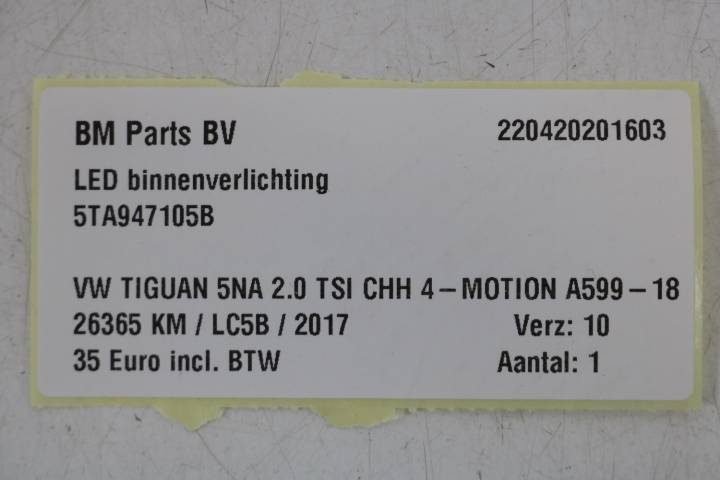 BM Parts BV 220420201603
LED binnenverlichting
5TA947105B
VW TIGUAN 5NA 2.0 TSI CHH 4-MOTION A599-18
26365 KM / LC5B / 2017 Verz: 10
35 Euro incl. BTW Aantal: 1